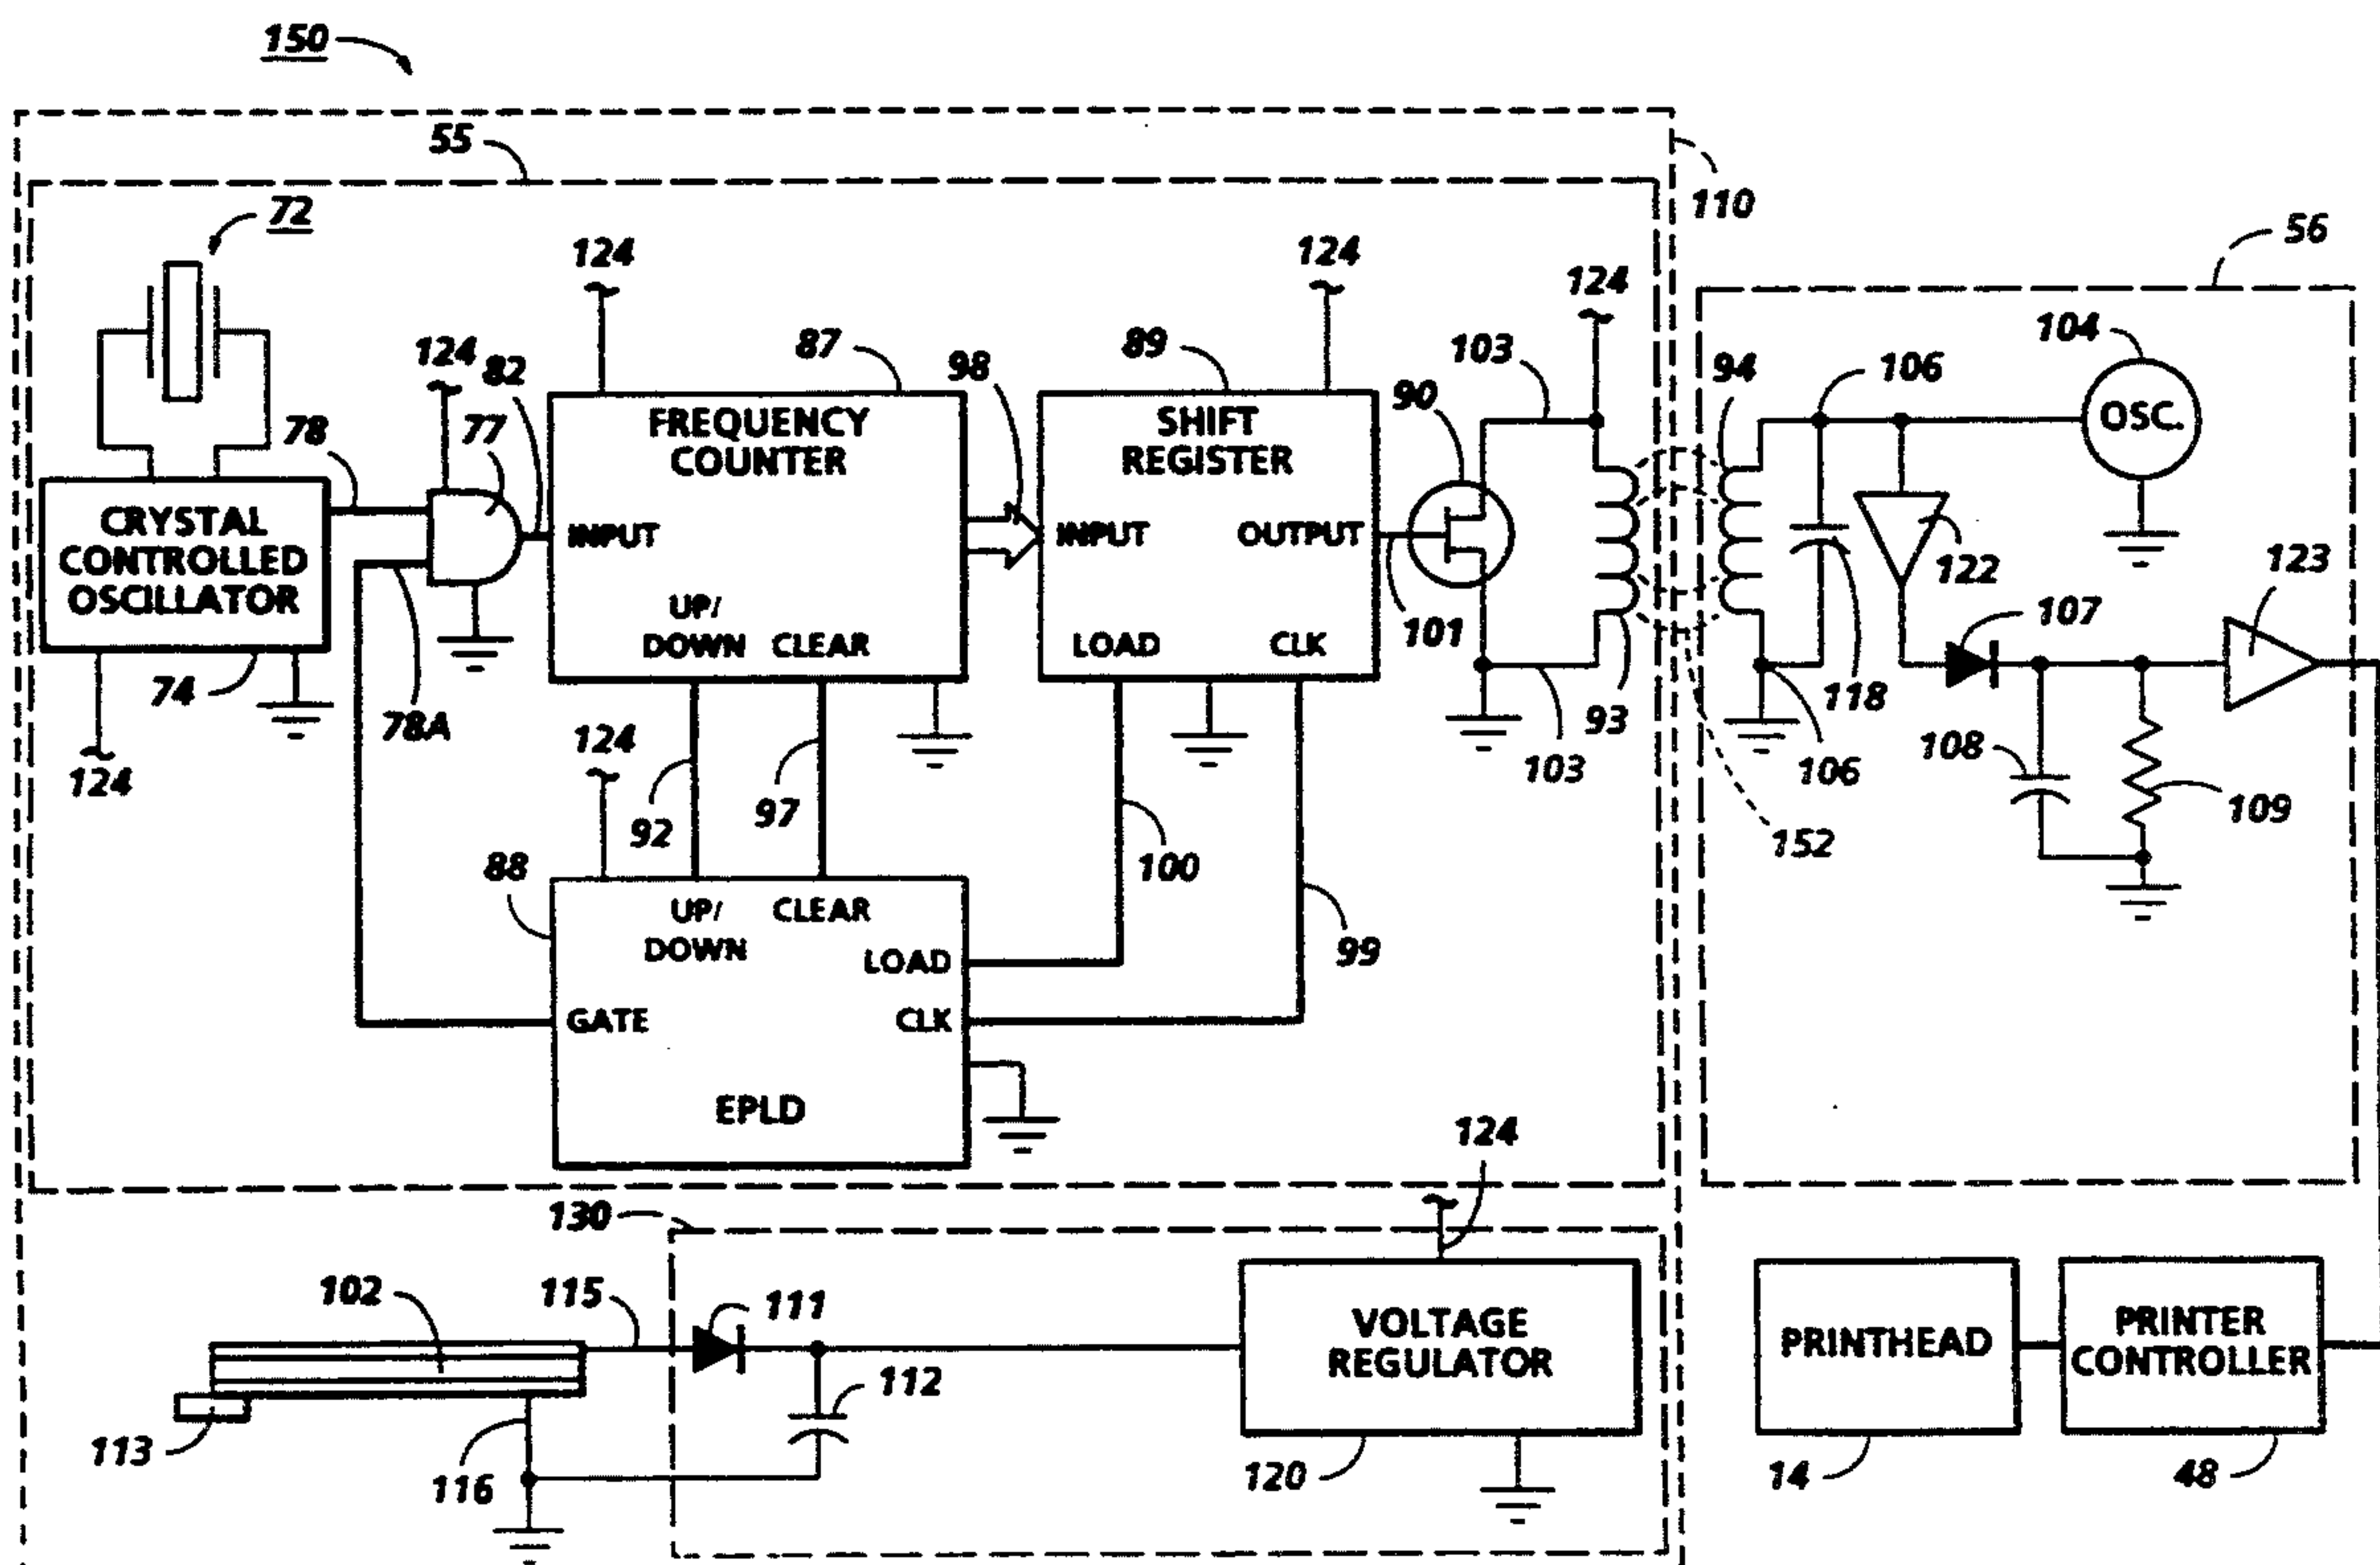 150
55
110
72
56
124
124
124
104
124
82
87
98
89
103
90
94
106
78
77
FREQUENCY
COUNTER
SHIFT
REGISTER
OSC.
CRYSTAL
CONTROLLED
OSCILLATOR
INPUT
INPUT
OUTPUT
122
123
UP/
DOWN
CLEAR
LOAD
CLK
101
107
74
78A
124
92
97
103
93
118
106
108
109
124
88
100
152
UP/
DOWN
CLEAR
LOAD
99
GATE
CLK
EPLD
124
130
102
115
111
VOLTAGE
REGULATOR
PRINTHEAD
PRINTER
CONTROLLER
112
113
116
120
14
48